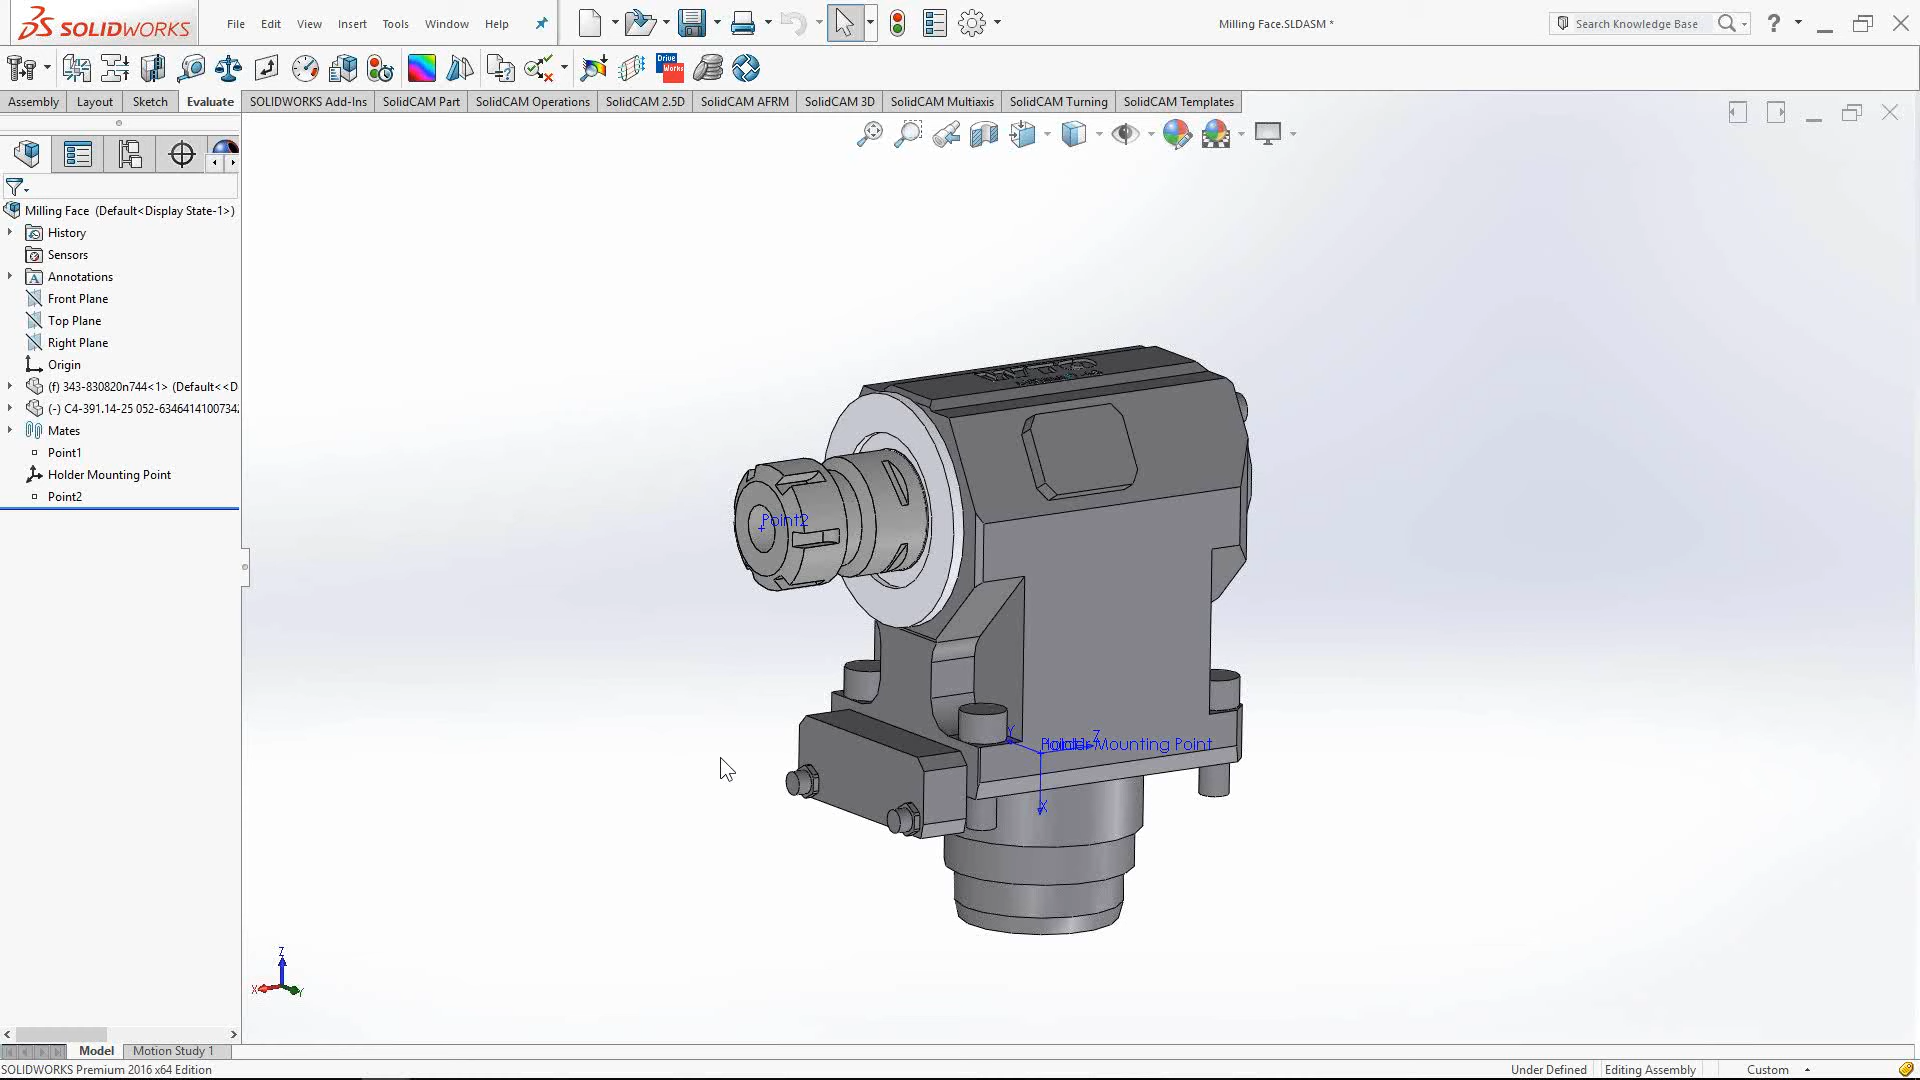 SOLIDWORKS
File Edit View Insert Tools Window Help
Milling Face.SLDASM *
Search Knowledge Base
Drive Works
Assembly Layout Sketch Evaluate SOLIDWORKS Add-Ins SolidCAM Part SolidCAM Operations SolidCAM 2.5D SolidCAM AFRM SolidCAM 3D SolidCAM Multiaxis SolidCAM Turning SolidCAM Templates
Milling Face (Default<Display State-1>)
History
Sensors
Annotations
Front Plane
Top Plane
Right Plane
Origin
(f) 343-830820n744<1> (Default<<D
(-) C4-391.14-25 052-6346414100734
Mates
Point1
Holder Mounting Point
Point2
Point2
Y
Z
Holder Mounting Point
X
Z
X
Y
Model Motion Study 1
SOLIDWORKS Premium 2016 x64 Edition
Under Defined Editing Assembly Custom